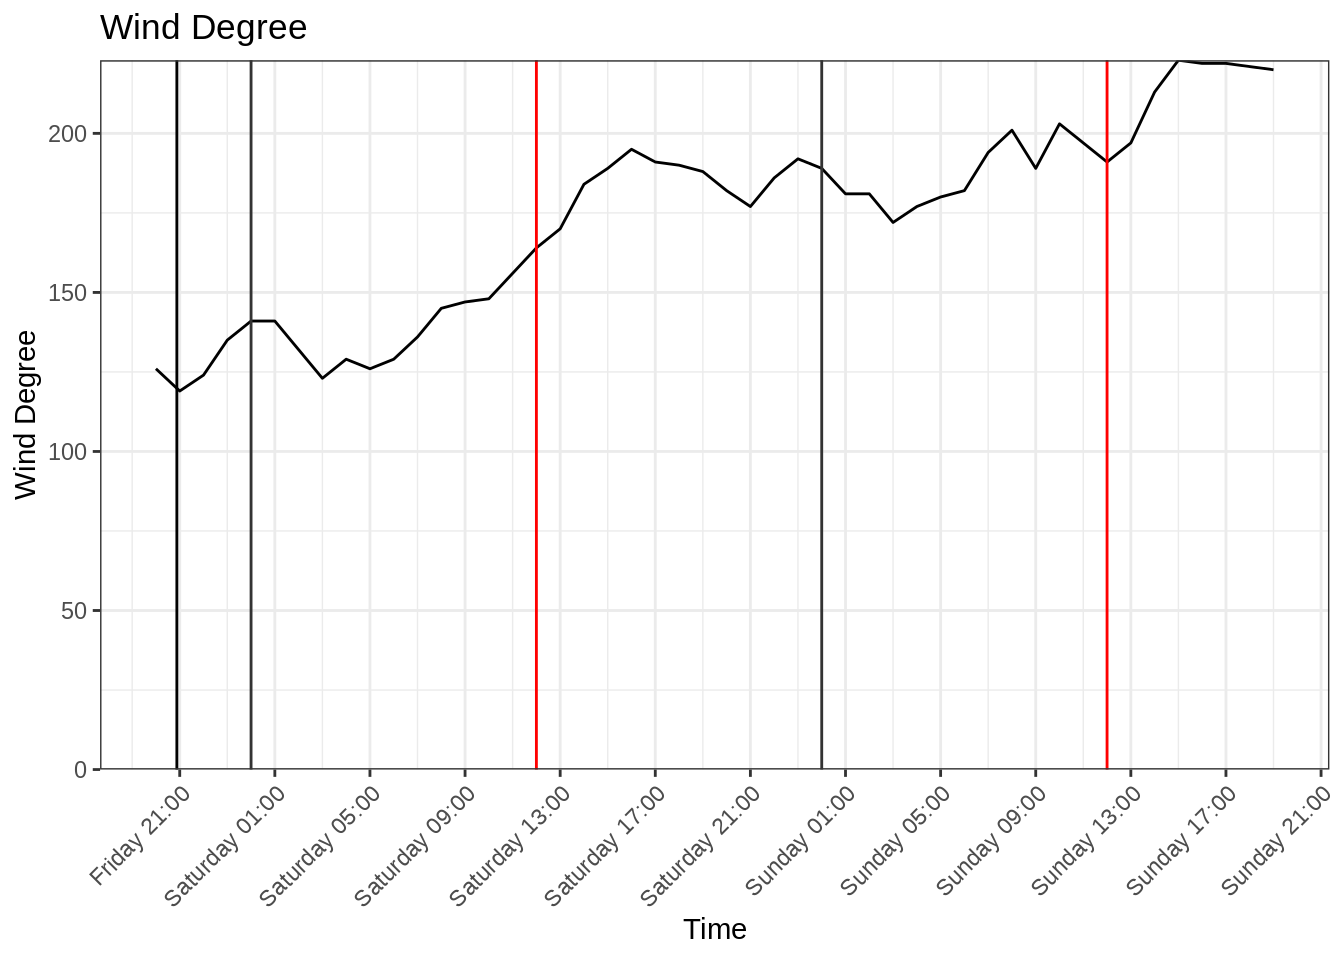 Wind Degree
Wind Degree
200
150
100
50
0
Friday 21:00
Saturday 01:00
Saturday 05:00
Saturday 09:00
Saturday 13:00
Saturday 17:00
Saturday 21:00
Sunday 01:00
Sunday 05:00
Sunday 09:00
Sunday 13:00
Sunday 17:00
Sunday 21:00
Time